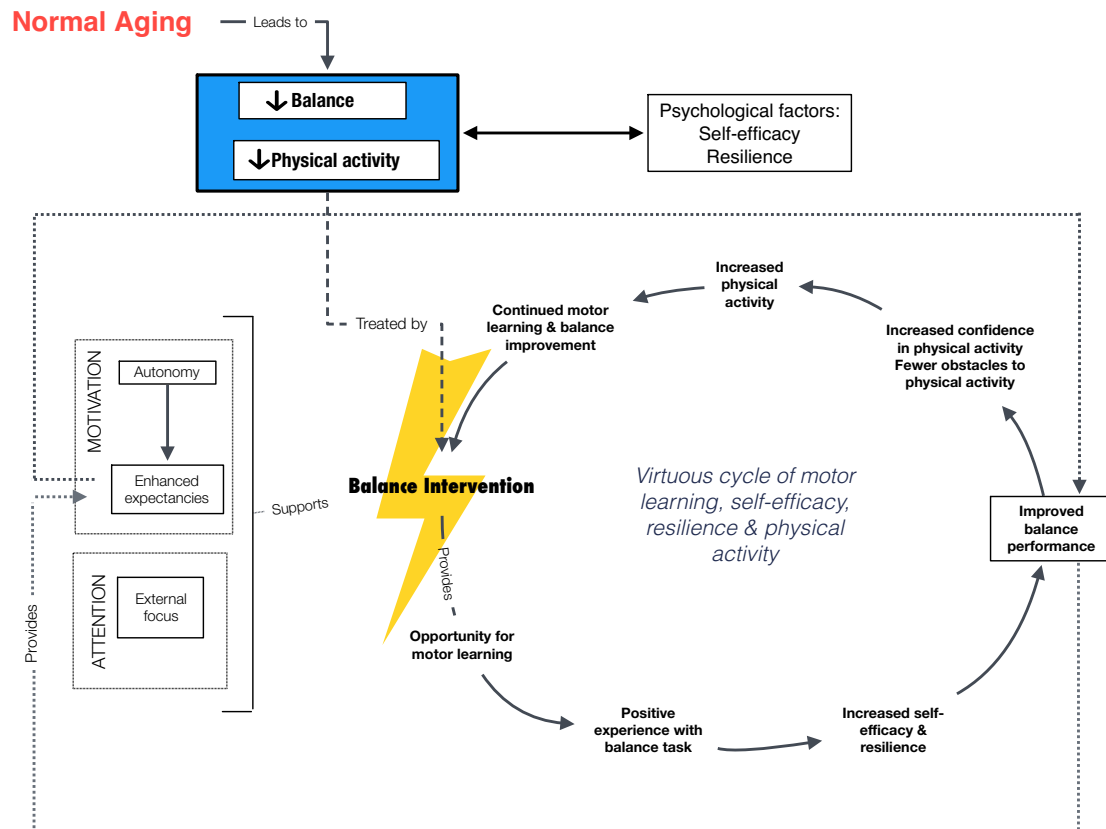 Normal Aging
Leads to
↓ Balance
↓ Physical activity
Psychological factors:
Self-efficacy
Resilience
Treated by
Increased
physical
activity
Continued motor
learning & balance
improvement
Increased confidence
in physical activity
Fewer obstacles to
physical activity
MOTIVATION
Autonomy
Enhanced
expectancies
Supports
Balance Intervention
Virtuous cycle of motor
learning, self-efficacy,
resilience & physical
activity
Improved
balance
performance
Provides
ATTENTION
External
focus
Provides
Opportunity for
motor learning
Positive
experience with
balance task
Increased self-
efficacy &
resilience